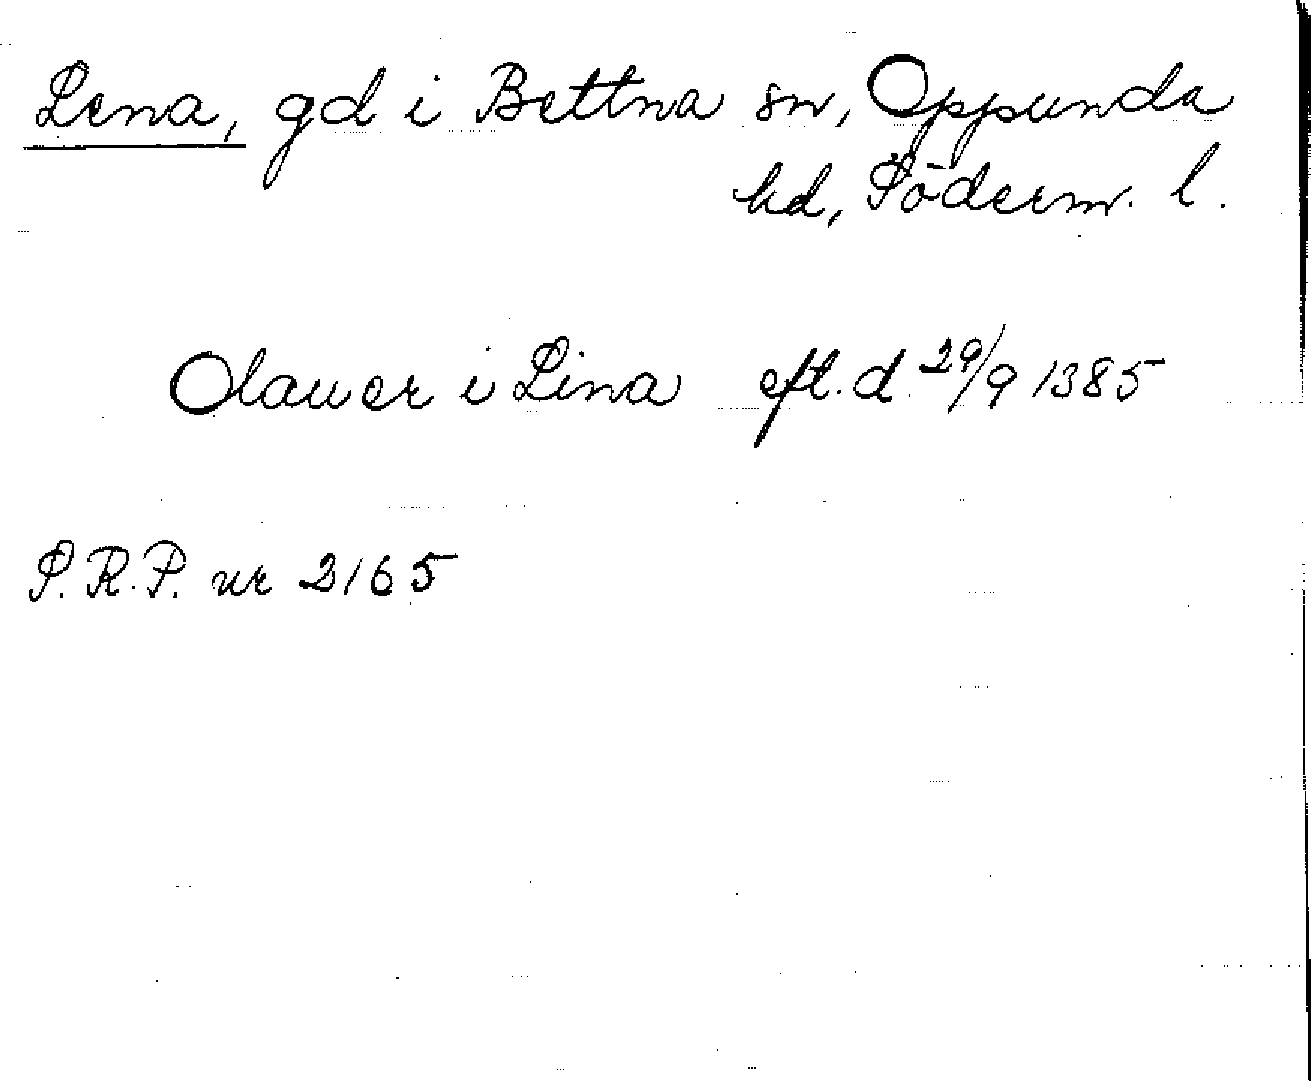 Lena, gd i Bettna sn, Oppunda
hd, Söderm. l.
Olauer i Lina eft. d. 29/9 1385
S.R.P. nr 2165